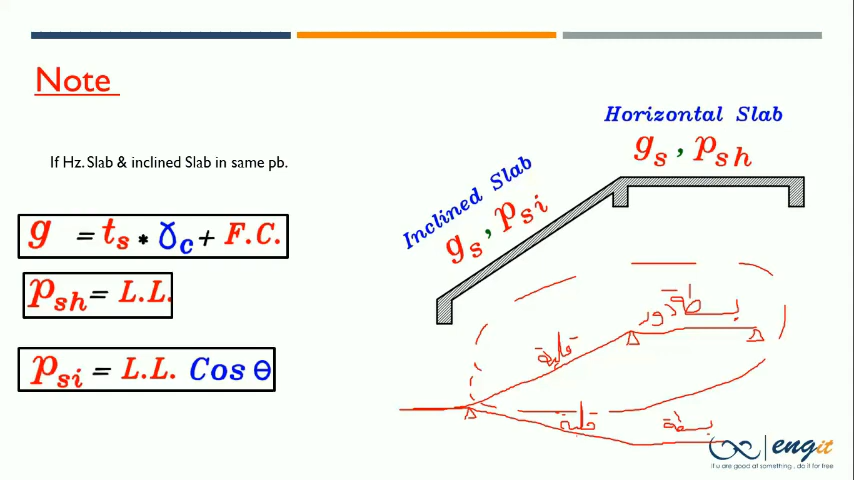 Note
If Hz. Slab & inclined Slab in same pb.
g = ts * γc + F.C.
Psh = L.L.
Psi = L.L. Cos θ
Horizontal Slab
gs , Psh
Inclined Slab
gs , Psi
بسطة دور
قلبة
قلبة
بسطة
engit
if u are good at something , do it for free